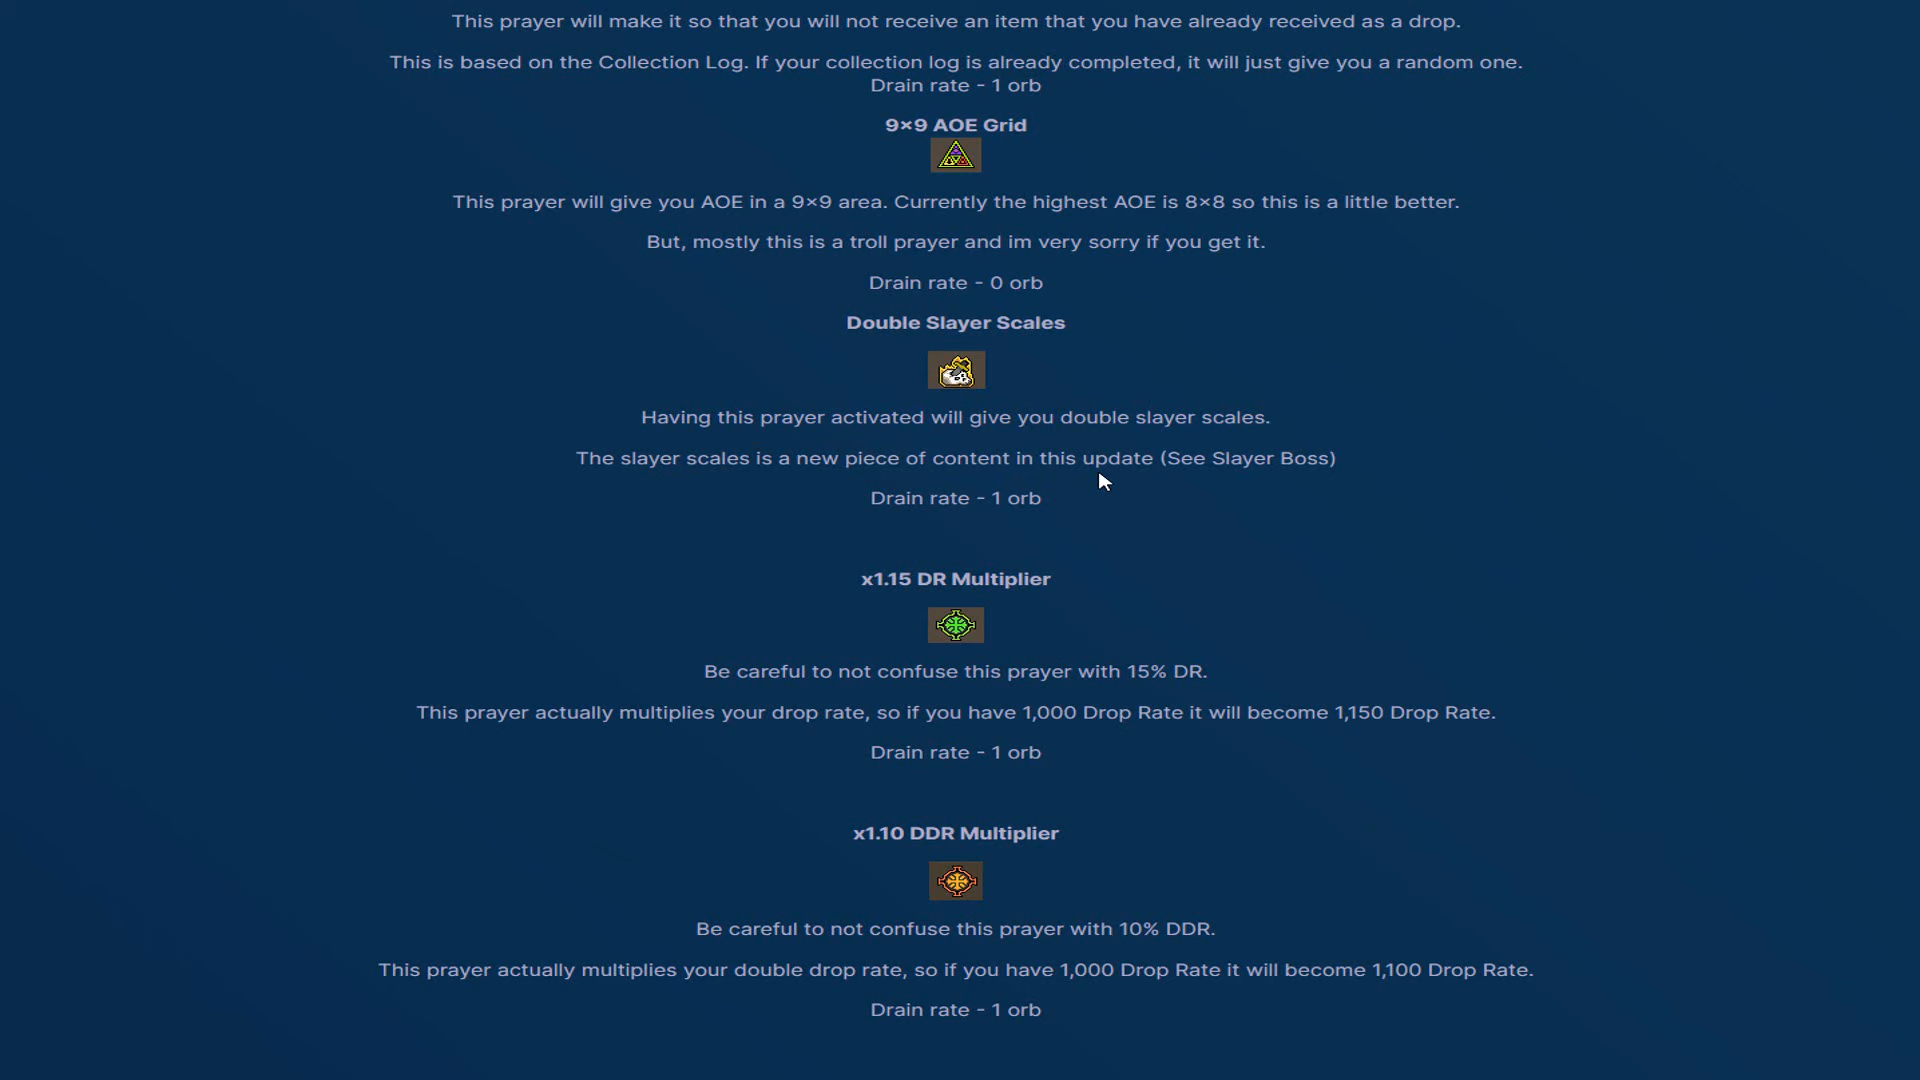 This prayer will make it so that you will not receive an item that you have already received as a drop.
This is based on the Collection Log. If your collection log is already completed, it will just give you a random one.
Drain rate - 1 orb
9×9 AOE Grid
This prayer will give you AOE in a 9×9 area. Currently the highest AOE is 8×8 so this is a little better.
But, mostly this is a troll prayer and im very sorry if you get it.
Drain rate - 0 orb
Double Slayer Scales
Having this prayer activated will give you double slayer scales.
The slayer scales is a new piece of content in this update (See Slayer Boss)
Drain rate - 1 orb
x1.15 DR Multiplier
Be careful to not confuse this prayer with 15% DR.
This prayer actually multiplies your drop rate, so if you have 1,000 Drop Rate it will become 1,150 Drop Rate.
Drain rate - 1 orb
x1.10 DDR Multiplier
Be careful to not confuse this prayer with 10% DDR.
This prayer actually multiplies your double drop rate, so if you have 1,000 Drop Rate it will become 1,100 Drop Rate.
Drain rate - 1 orb